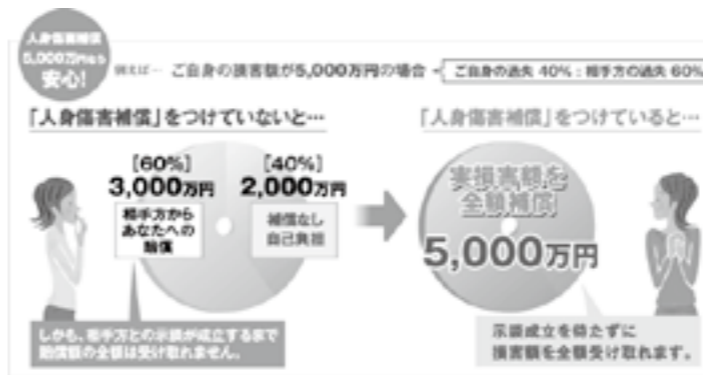 人身傷害補償
5,000万円なら
安心!
例えば… ご自身の損害額が5,000万円の場合
ご自身の過失 40% : 相手方の過失 60%
「人身傷害補償」をつけていないと…
[60%]
3,000万円
相手方から
あなたへの
賠償
[40%]
2,000万円
補償なし
自己負担
しかも、相手方との示談が成立するまで
賠償額の全額は受け取れません。
「人身傷害補償」をつけていると…
実損害額を
全額補償
5,000万円
示談成立を待たずに
損害額を全額受け取れます。